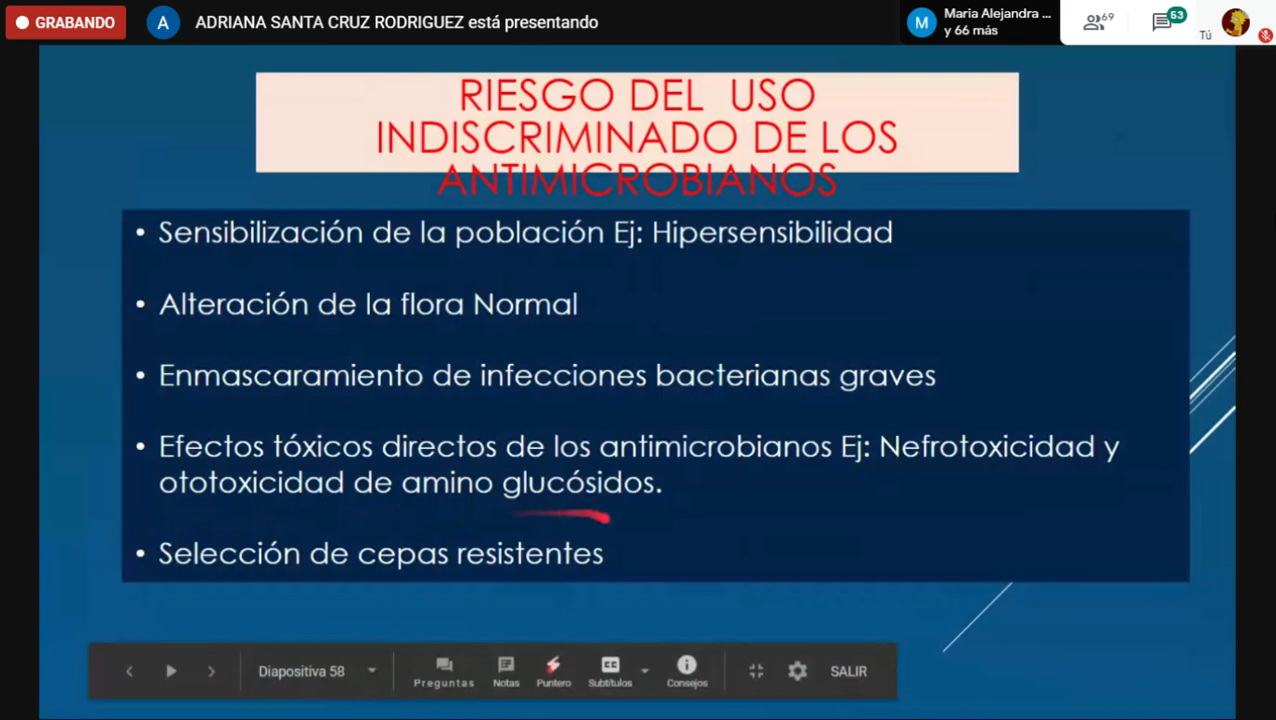 GRABANDO
A
ADRIANA SANTA CRUZ RODRIGUEZ está presentando
M
Maria Alejandra ...
y 66 más
69
53
Tú
RIESGO DEL USO
INDISCRIMINADO DE LOS
ANTIMICROBIANOS
• Sensibilización de la población Ej: Hipersensibilidad
• Alteración de la flora Normal
• Enmascaramiento de infecciones bacterianas graves
• Efectos tóxicos directos de los antimicrobianos Ej: Nefrotoxicidad y
ototoxicidad de amino glucósidos.
• Selección de cepas resistentes
Diapositiva 58
Preguntas
Notas
Puntero
CC
Subtítulos
Consejos
SALIR